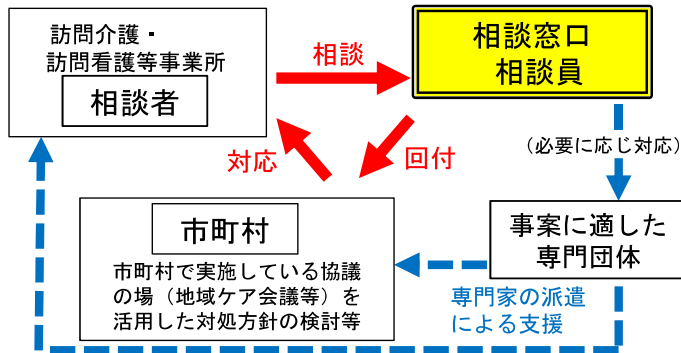 訪問介護・
訪問看護等事業所
相談者
相談
相談窓口
相談員
対応
回付
（必要に応じ対応）
市町村
市町村で実施している協議
の場（地域ケア会議等）を
活用した対処方針の検討等
事案に適した
専門団体
専門家の派遣
による支援